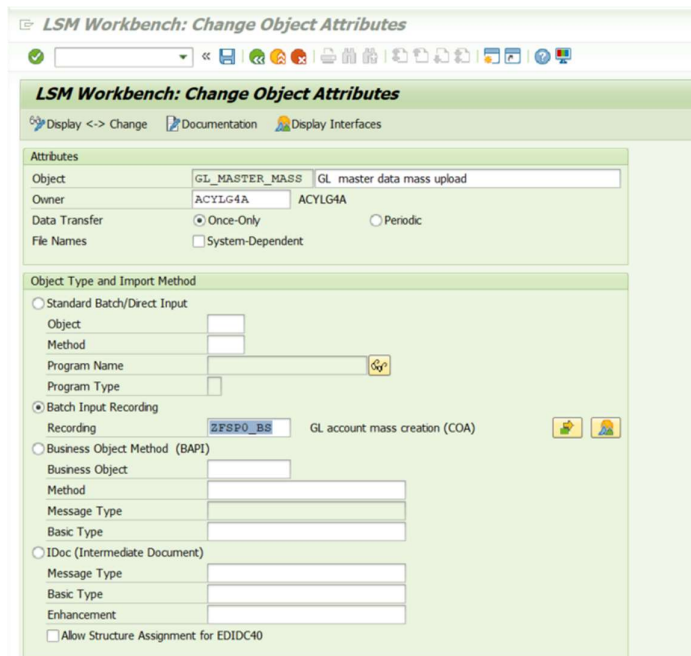 LSM Workbench: Change Object Attributes
LSM Workbench: Change Object Attributes
Display <-> Change Documentation Display Interfaces
Attributes
Object GL_MASTER_MASS GL master data mass upload
Owner ACYLG4A ACYLG4A
Data Transfer Once-Only Periodic
File Names System-Dependent
Object Type and Import Method
Standard Batch/Direct Input
Object
Method
Program Name
Program Type
Batch Input Recording
Recording ZFSP0_BS GL account mass creation (COA)
Business Object Method (BAPI)
Business Object
Method
Message Type
Basic Type
IDoc (Intermediate Document)
Message Type
Basic Type
Enhancement
Allow Structure Assignment for EDIDC40